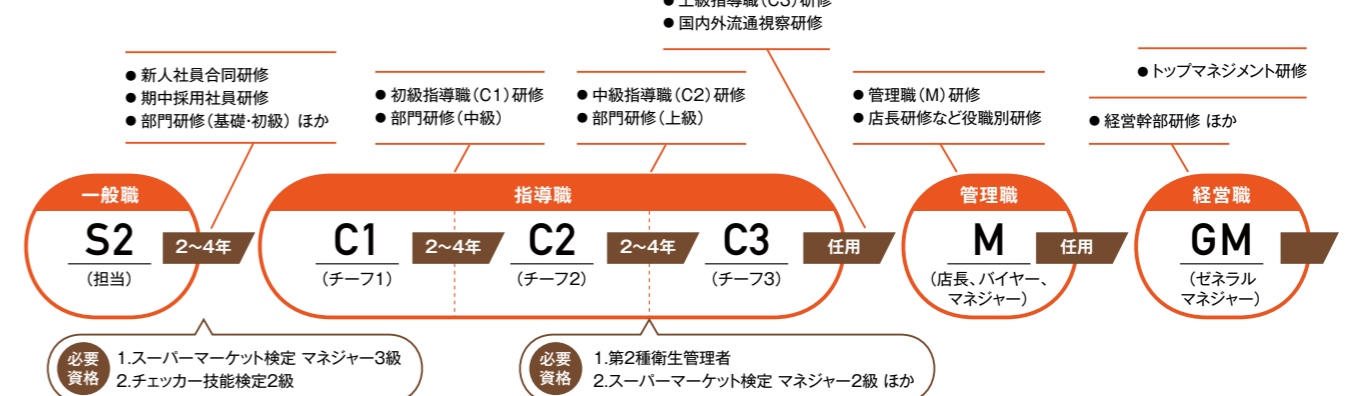 ● 上級指導職（C3）研修
● 国内外流通視察研修
● 新人社員合同研修
● 期中採用社員研修
● 部門研修（基礎・初級） ほか
● 初級指導職（C1）研修
● 部門研修（中級）
● 中級指導職（C2）研修
● 部門研修（上級）
● 管理職（M）研修
● 店長研修など役職別研修
● トップマネジメント研修
● 経営幹部研修 ほか
一般職
S2
（担当）
2～4年
指導職
C1
（チーフ1）
2～4年
C2
（チーフ2）
2～4年
C3
（チーフ3）
任用
管理職
M
（店長、バイヤー、
マネジャー）
任用
経営職
GM
（ゼネラル
マネジャー）
必要
資格
1.スーパーマーケット検定 マネジャー3級
2.チェッカー技能検定2級
必要
資格
1.第2種衛生管理者
2.スーパーマーケット検定 マネジャー2級 ほか